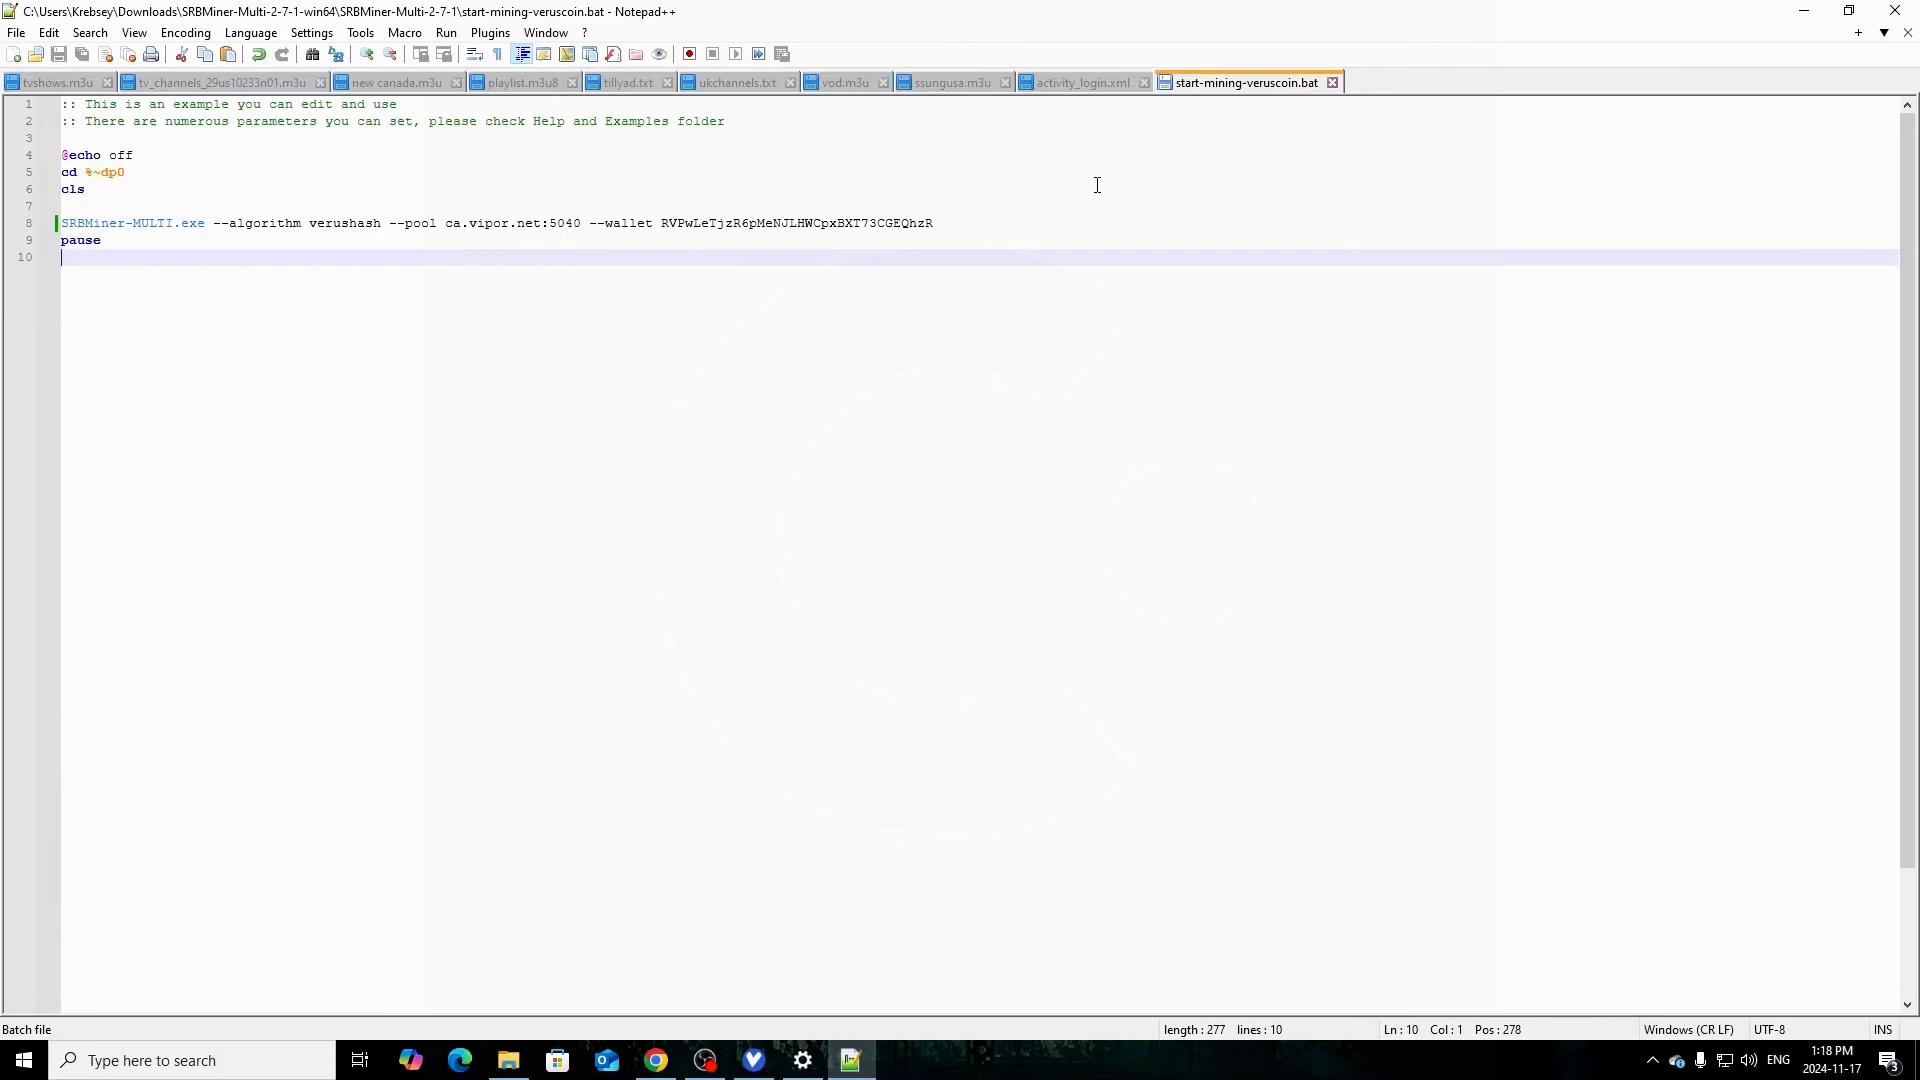 C:\Users\Krebsey\Downloads\SRBMiner-Multi-2-7-1-win64\SRBMiner-Multi-2-7-1\start-mining-veruscoin.bat - Notepad++
File Edit Search View Encoding Language Settings Tools Macro Run Plugins Window ?
tvshows.m3u tv_channels_29us10233n01.m3u new canada.m3u playlist.m3u8 tillyad.txt ukchannels.txt vod.m3u ssungusa.m3u activity_login.xml start-mining-veruscoin.bat
1 :: This is an example you can edit and use
2 :: There are numerous parameters you can set, please check Help and Examples folder
3
4 @echo off
5 cd %~dp0
6 cls
7
8 SRBMiner-MULTI.exe --algorithm verushash --pool ca.vipor.net:5040 --wallet RVPwLeTjzR6pMeNJLHWCpxBXT73CGEQhzR
9 pause
10
Batch file length : 277 lines : 10 Ln : 10 Col : 1 Pos : 278 Windows (CR LF) UTF-8 INS
Type here to search ENG 1:18 PM
2024-11-17 3